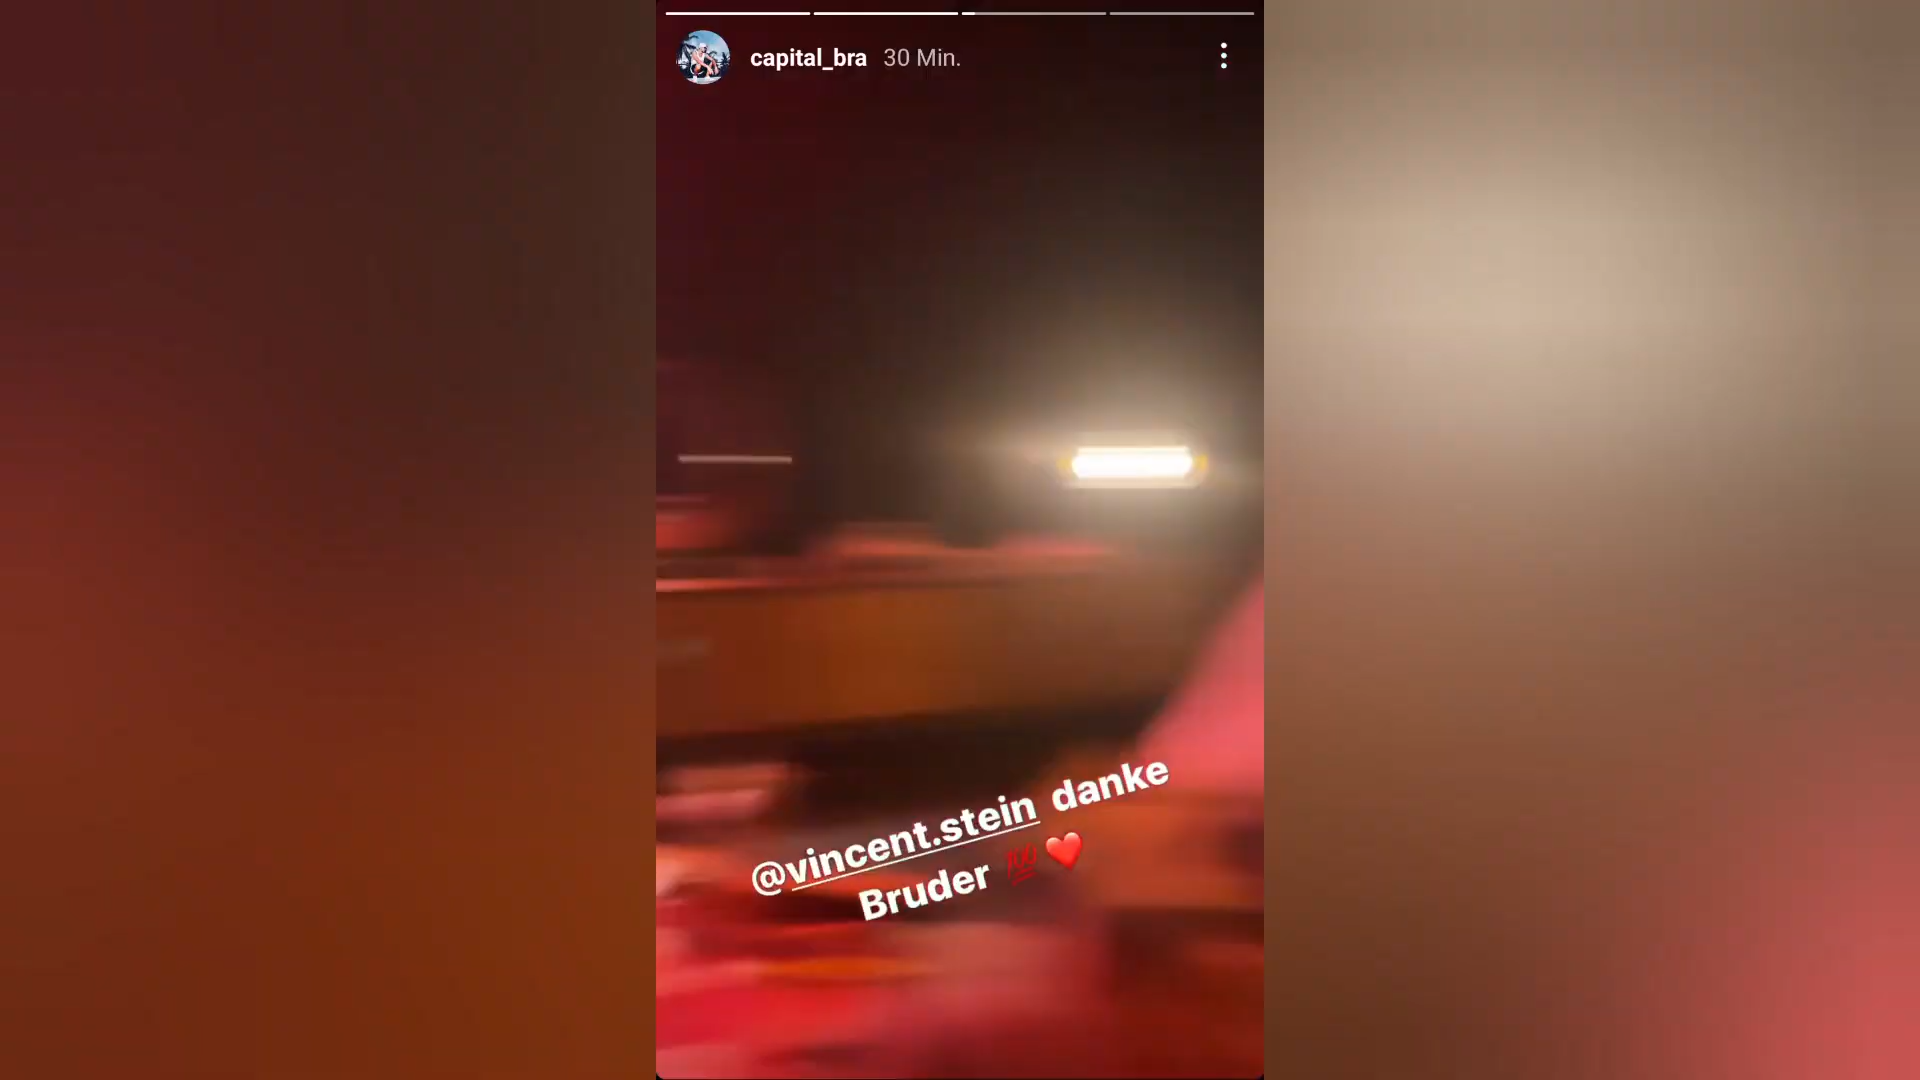 capital_bra 30 Min.
@vincent.stein danke
Bruder 💯❤️